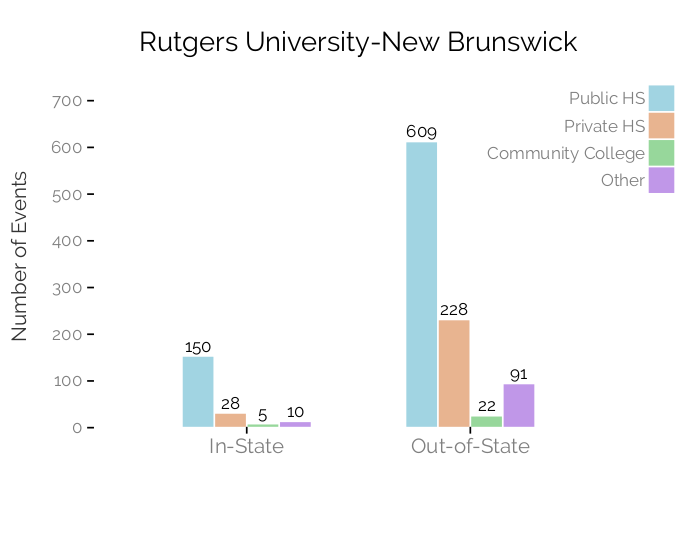 Rutgers University-New Brunswick
Number of Events
700
600
500
400
300
200
100
0
Public HS
Private HS
Community College
Other
150
28
5
10
609
228
22
91
In-State
Out-of-State